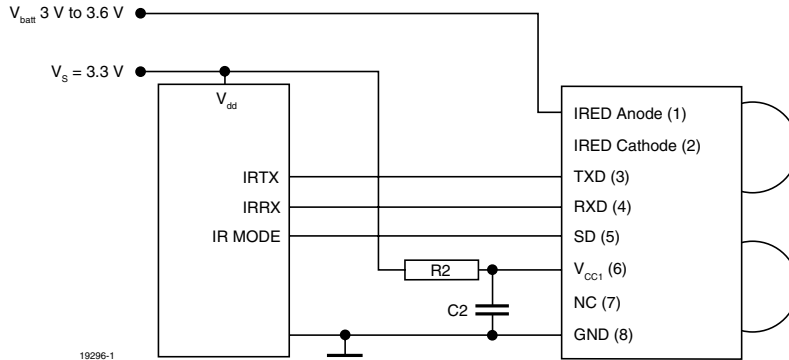 V_batt 3 V to 3.6 V
V_S = 3.3 V
V_dd
IRTX
IRRX
IR MODE
R2
C2
IRED Anode (1)
IRED Cathode (2)
TXD (3)
RXD (4)
SD (5)
V_CC1 (6)
NC (7)
GND (8)
19296-1